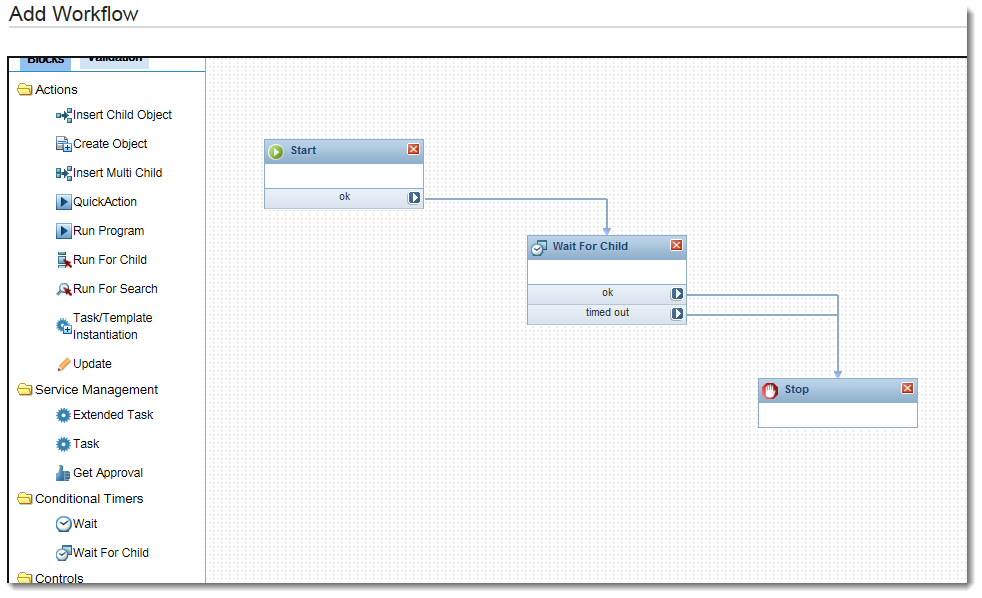 Add Workflow
Blocks Validation
Actions
Insert Child Object
Create Object
Insert Multi Child
QuickAction
Run Program
Run For Child
Run For Search
Task/Template
Instantiation
Update
Service Management
Extended Task
Task
Get Approval
Conditional Timers
Wait
Wait For Child
Controls
Start
ok
Wait For Child
ok
timed out
Stop